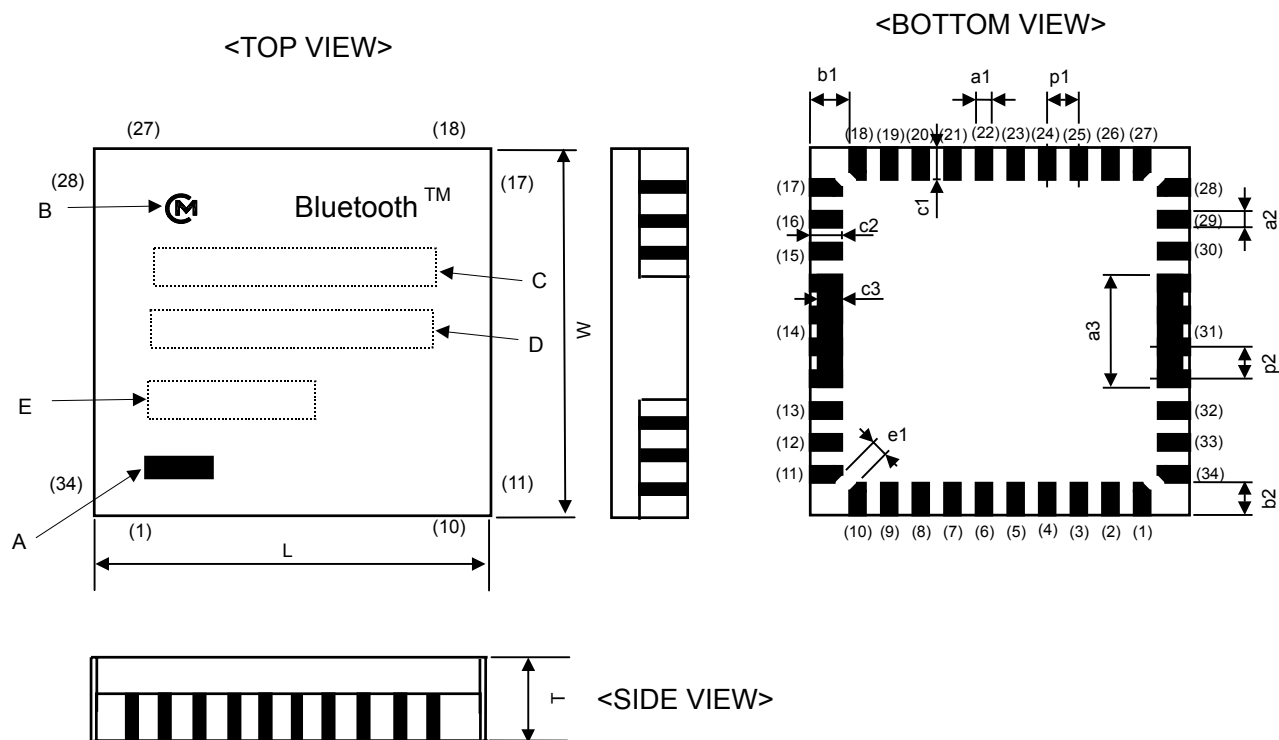 <TOP VIEW>
(27)
(18)
(28)
(17)
B
CM
Bluetooth TM
C
D
E
W
(34)
(11)
A
(1)
(10)
L
T
<SIDE VIEW>
<BOTTOM VIEW>
b1
a1
p1
(18) (19) (20) (21) (22) (23) (24) (25) (26) (27)
(17)
c1
(28)
(16)
c2
(29)
a2
(15)
(30)
c3
(14)
a3
(31)
p2
(13)
(32)
(12)
e1
(33)
(11)
(34)
b2
(10) (9) (8) (7) (6) (5) (4) (3) (2) (1)